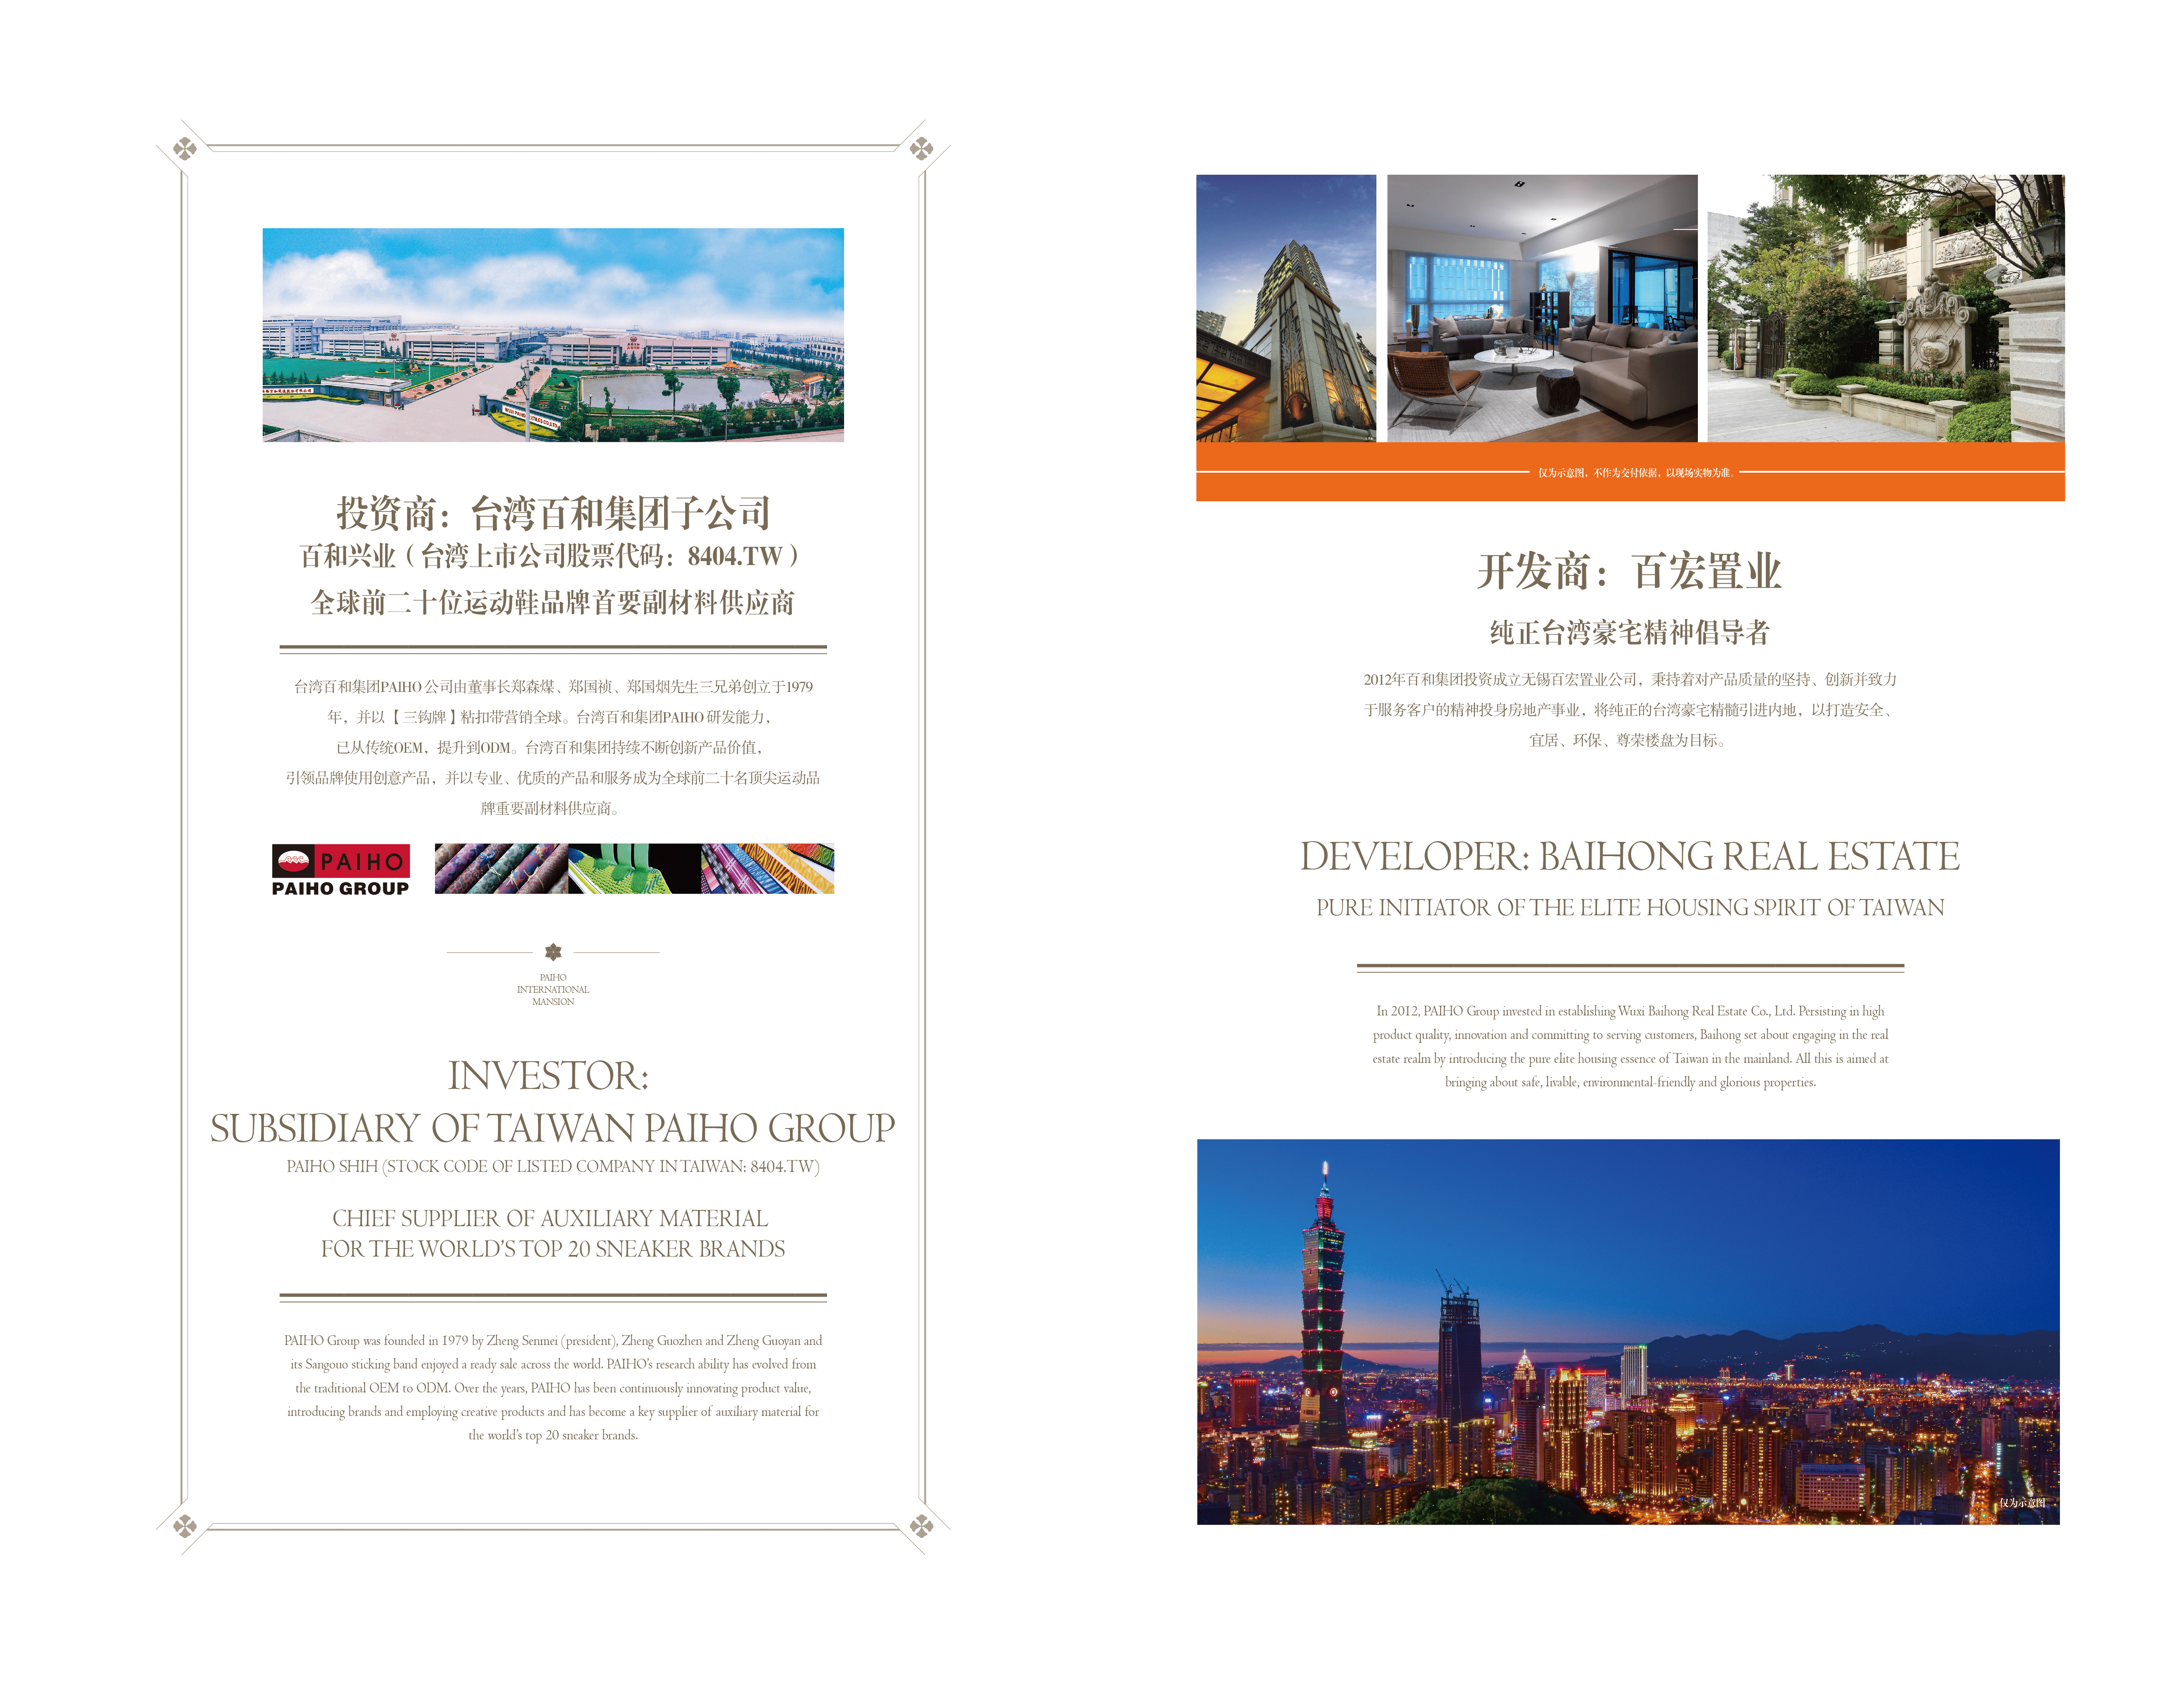 投资商：台湾百和集团子公司
百和兴业（台湾上市公司股票代码：8404.TW）
全球前二十位运动鞋品牌首要副材料供应商
台湾百和集团PAIHO公司由董事长郑森煤、郑国祯、郑国烟先生三兄弟创立于1979
年，并以【三钩牌】粘扣带营销全球。台湾百和集团PAIHO研发能力，
已从传统OEM，提升到ODM。台湾百和集团持续不断创新产品价值，
引领品牌使用创意产品，并以专业、优质的产品和服务成为全球前二十名顶尖运动品
牌重要副材料供应商。
PAIHO
PAIHO GROUP
PAIHO
INTERNATIONAL
MANSION
INVESTOR:
SUBSIDIARY OF TAIWAN PAIHO GROUP
PAIHO SHIH (STOCK CODE OF LISTED COMPANY IN TAIWAN: 8404.TW)
CHIEF SUPPLIER OF AUXILIARY MATERIAL
FOR THE WORLD'S TOP 20 SNEAKER BRANDS
PAIHO Group was founded in 1979 by Zheng Senmei (president), Zheng Guozhen and Zheng Guoyan and
its Sangouo sticking band enjoyed a ready sale across the world. PAIHO's research ability has evolved from
the traditional OEM to ODM. Over the years, PAIHO has been continuously innovating product value,
introducing brands and employing creative products and has become a key supplier of auxiliary material for
the world's top 20 sneaker brands.
仅为示意图，不作为交付依据，以现场实物为准。
开发商：百宏置业
纯正台湾豪宅精神倡导者
2012年百和集团投资成立无锡百宏置业公司，秉持着对产品质量的坚持、创新并致力
于服务客户的精神投身房地产事业，将纯正的台湾豪宅精髓引进内地，以打造安全、
宜居、环保、尊荣楼盘为目标。
DEVELOPER: BAIHONG REAL ESTATE
PURE INITIATOR OF THE ELITE HOUSING SPIRIT OF TAIWAN
In 2012, PAIHO Group invested in establishing Wuxi Baihong Real Estate Co., Ltd. Persisting in high
product quality, innovation and committing to serving customers, Baihong set about engaging in the real
estate realm by introducing the pure elite housing essence of Taiwan in the mainland. All this is aimed at
bringing about safe, livable, environmental-friendly and glorious properties.
仅为示意图